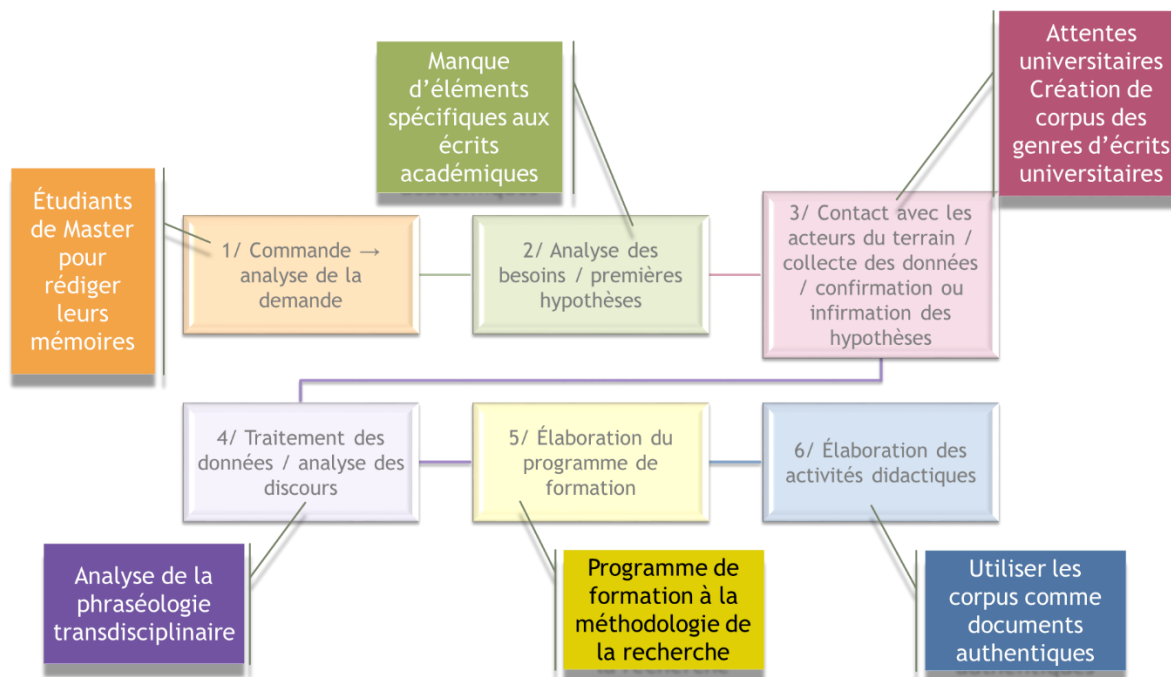 Manque
d’éléments
spécifiques aux
écrits
académiques
Attentes
universitaires
Création de
corpus des
genres d’écrits
universitaires
Étudiants
de Master
pour
rédiger
leurs
mémoires
1/ Commande →
analyse de la
demande
2/ Analyse des
besoins / premières
hypothèses
3/ Contact avec les
acteurs du terrain /
collecte des données
/ confirmation ou
infirmation des
hypothèses
4/ Traitement des
données / analyse des
discours
5/ Élaboration du
programme de
formation
6/ Élaboration des
activités didactiques
Analyse de la
phraséologie
transdisciplinaire
Programme de
formation à la
méthodologie de
la recherche
Utiliser les
corpus comme
documents
authentiques